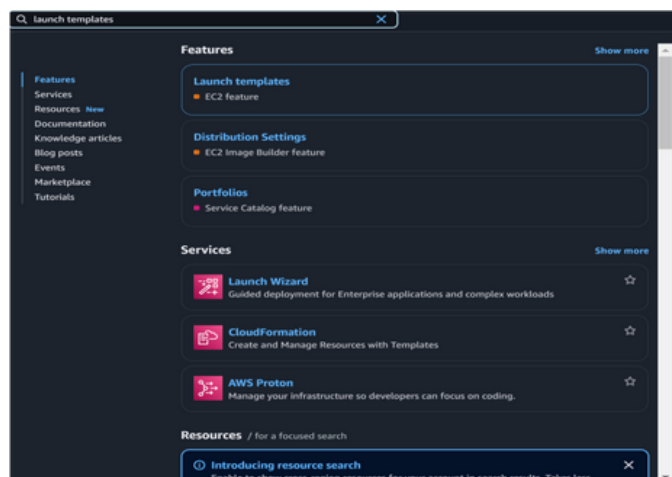 launch templates
Features
Show more
Features
Services
Resources New
Documentation
Knowledge articles
Blog posts
Events
Marketplace
Tutorials
Launch templates
EC2 feature
Distribution Settings
EC2 Image Builder feature
Portfolios
Service Catalog feature
Services
Show more
Launch Wizard
Guided deployment for Enterprise applications and complex workloads
CloudFormation
Create and Manage Resources with Templates
AWS Proton
Manage your infrastructure so developers can focus on coding.
Resources / for a focused search
Introducing resource search